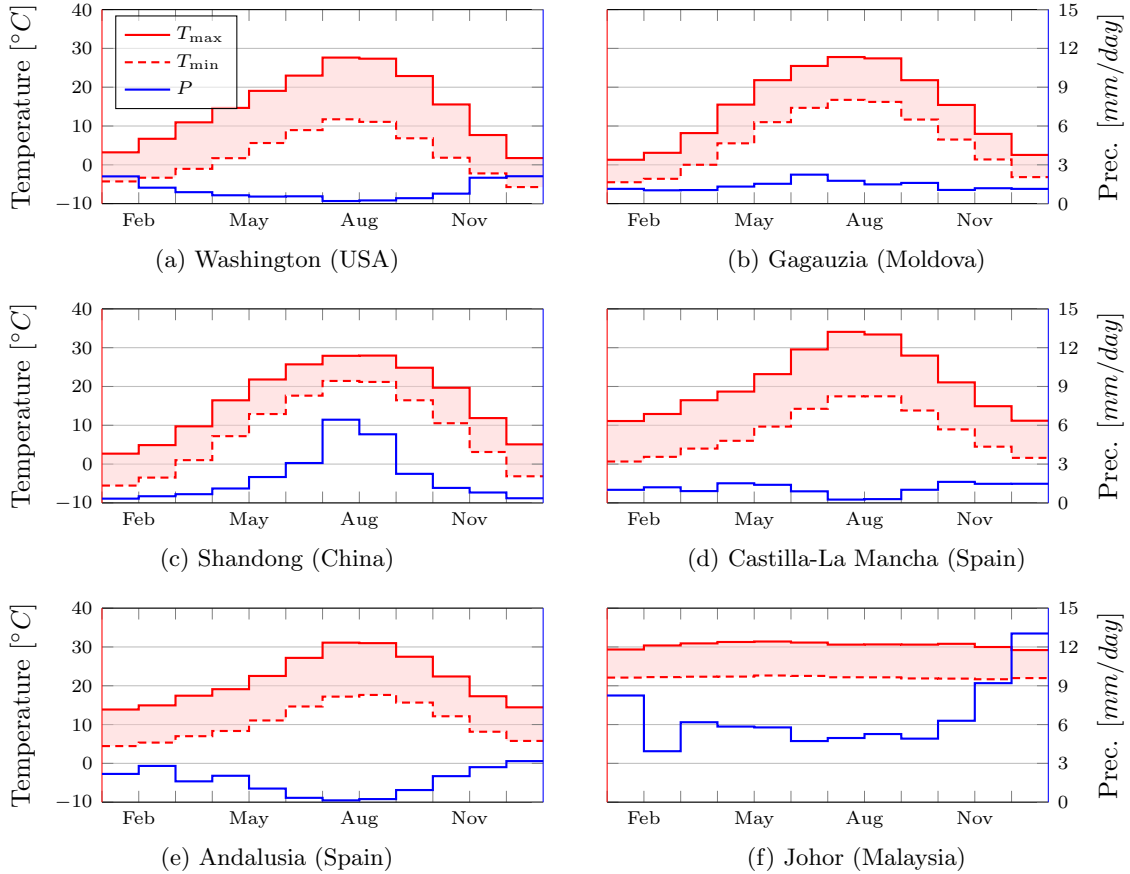 40
30
20
10
0
−10
Temperature [°C]
T_max
T_min
P
Feb
May
Aug
Nov
(a) Washington (USA)
15
12
9
6
3
0
Prec. [mm/day]
Feb
May
Aug
Nov
(b) Gagauzia (Moldova)
40
30
20
10
0
−10
Temperature [°C]
Feb
May
Aug
Nov
(c) Shandong (China)
15
12
9
6
3
0
Prec. [mm/day]
Feb
May
Aug
Nov
(d) Castilla-La Mancha (Spain)
40
30
20
10
0
−10
Temperature [°C]
Feb
May
Aug
Nov
(e) Andalusia (Spain)
15
12
9
6
3
0
Prec. [mm/day]
Feb
May
Aug
Nov
(f) Johor (Malaysia)